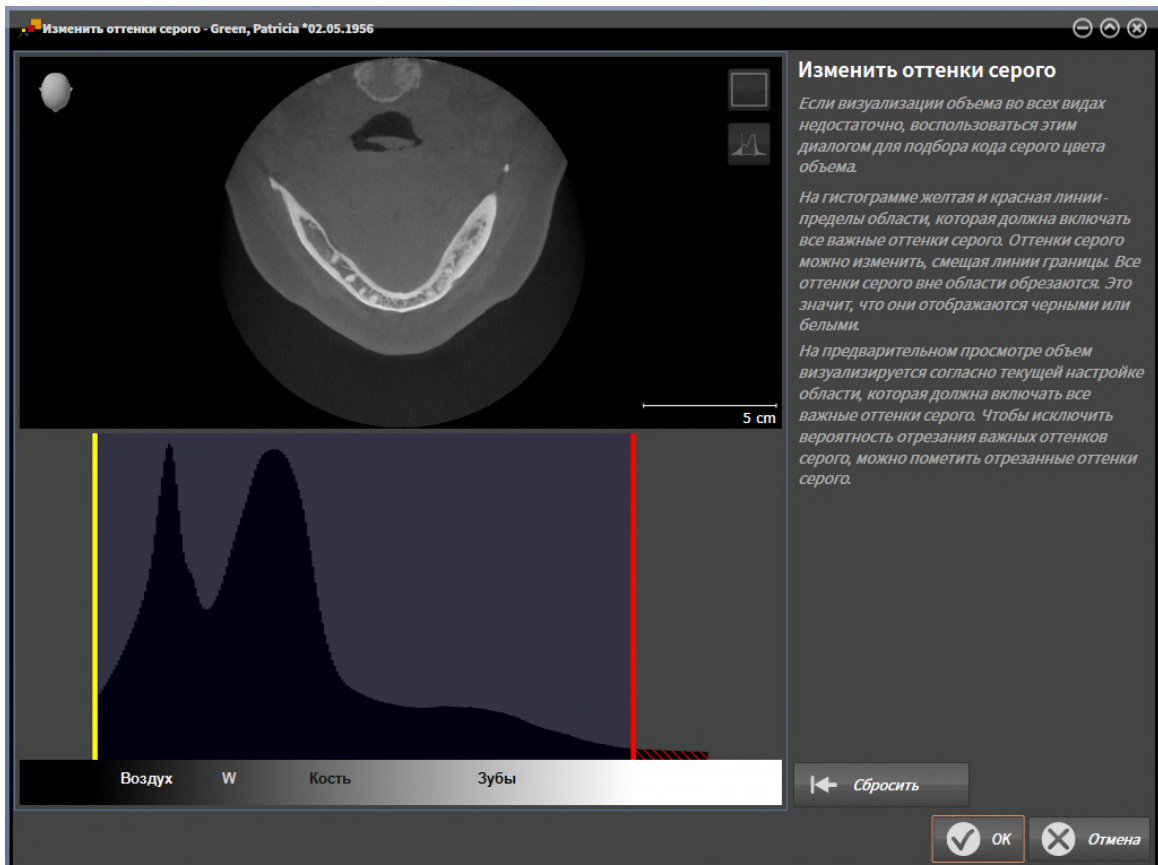 Изменить оттенки серого - Green, Patricia *02.05.1956
Изменить оттенки серого
Если визуализации объема во всех видах
недостаточно, воспользоваться этим
диалогом для подбора кода серого цвета
объема.
На гистограмме желтая и красная линии -
пределы области, которая должна включать
все важные оттенки серого. Оттенки серого
можно изменить, смещая линии границы. Все
оттенки серого вне области обрезаются. Это
значит, что они отображаются черными или
белыми.
На предварительном просмотре объем
визуализируется согласно текущей настройке
области, которая должна включать все
важные оттенки серого. Чтобы исключить
вероятность отрезания важных оттенков
серого, можно пометить отрезанные оттенки
серого.
5 cm
Воздух W Кость Зубы
Сбросить
OK Отмена